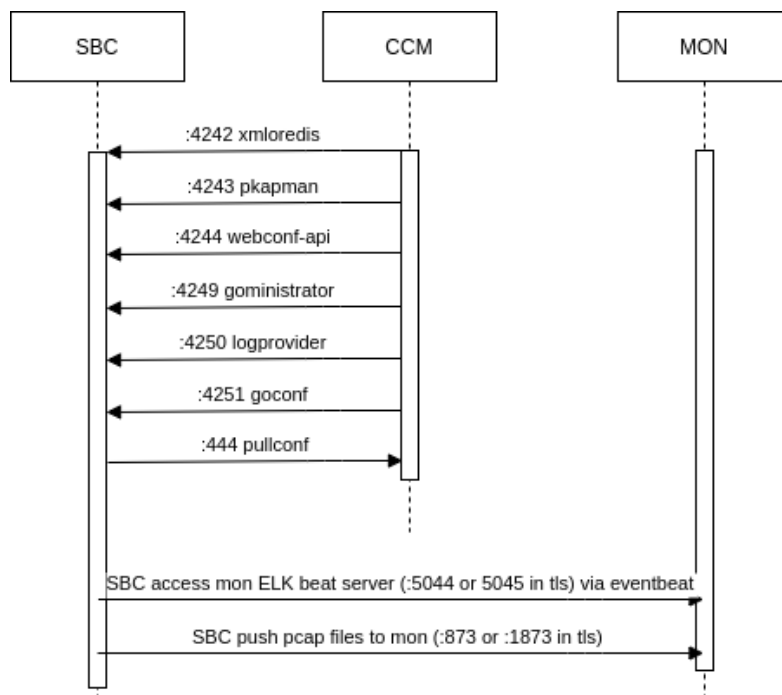 SBC
CCM
MON
:4242 xmloredis
:4243 pkapman
:4244 webconf-api
:4249 goministrator
:4250 logprovider
:4251 goconf
:444 pullconf
SBC access mon ELK beat server (:5044 or 5045 in tls) via eventbeat
SBC push pcap files to mon (:873 or :1873 in tls)